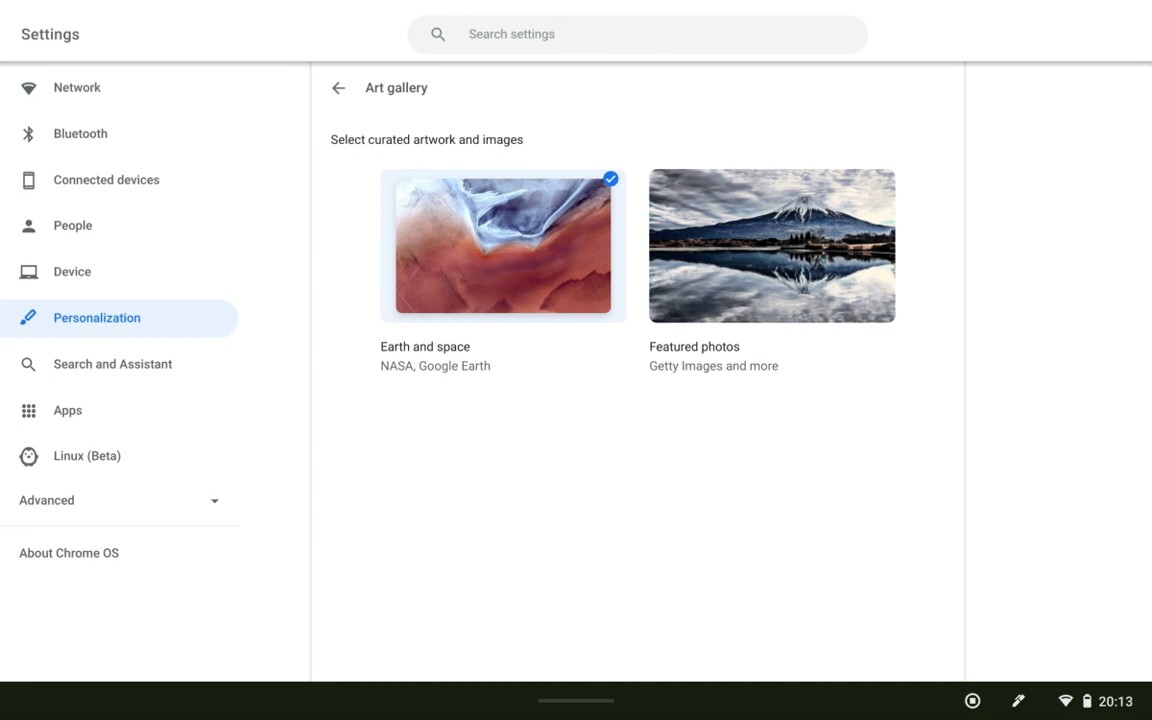 Settings
Search settings
Network
Bluetooth
Connected devices
People
Device
Personalization
Search and Assistant
Apps
Linux (Beta)
Advanced
About Chrome OS
Art gallery
Select curated artwork and images
Earth and space
NASA, Google Earth
Featured photos
Getty Images and more
20:13